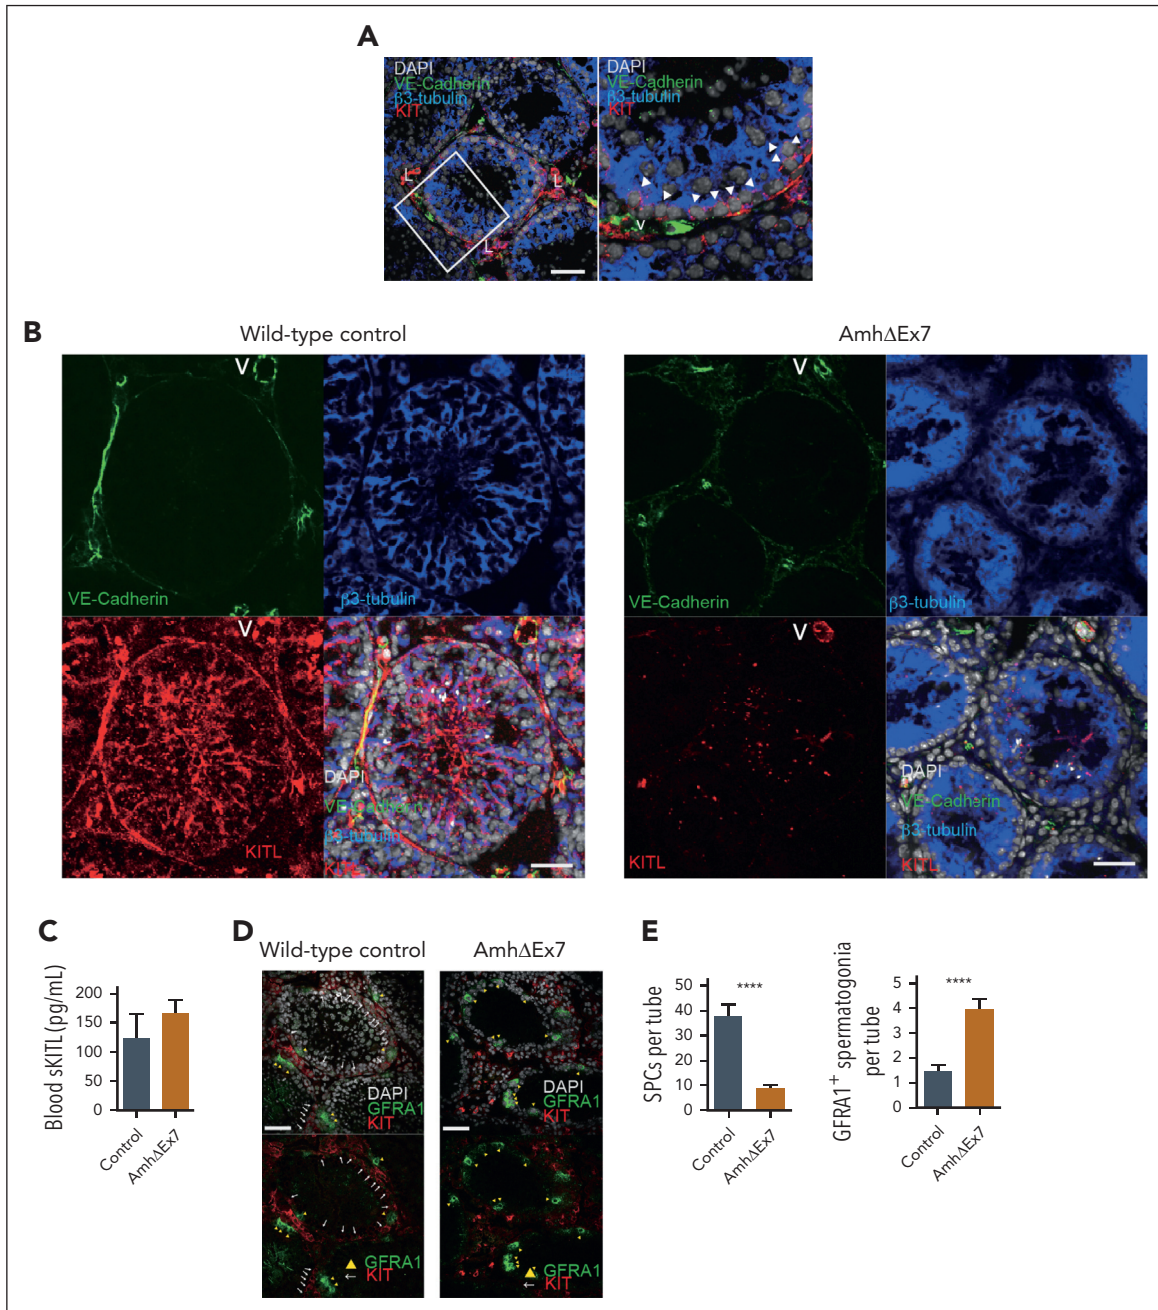 A
DAPI
VE-Cadherin
β3-tubulin
KIT
L
L
L
DAPI
VE-Cadherin
β3-tubulin
KIT
v
B
Wild-type control
AmhΔEx7
V
VE-Cadherin
β3-tubulin
V
KITL
DAPI
VE-Cadherin
β3-tubulin
KITL
V
VE-Cadherin
β3-tubulin
V
KITL
DAPI
VE-Cadherin
β3-tubulin
KITL
C
Blood sKITL (pg/mL)
200
150
100
50
0
Control
AmhΔEx7
D
Wild-type control
AmhΔEx7
DAPI
GFRA1
KIT
DAPI
GFRA1
KIT
GFRA1
← KIT
GFRA1
← KIT
E
SPCs per tube
50
40
30
20
10
0
****
Control
AmhΔEx7
GFRA1+ spermatogonia
per tube
5
4
3
2
1
0
****
Control
AmhΔEx7